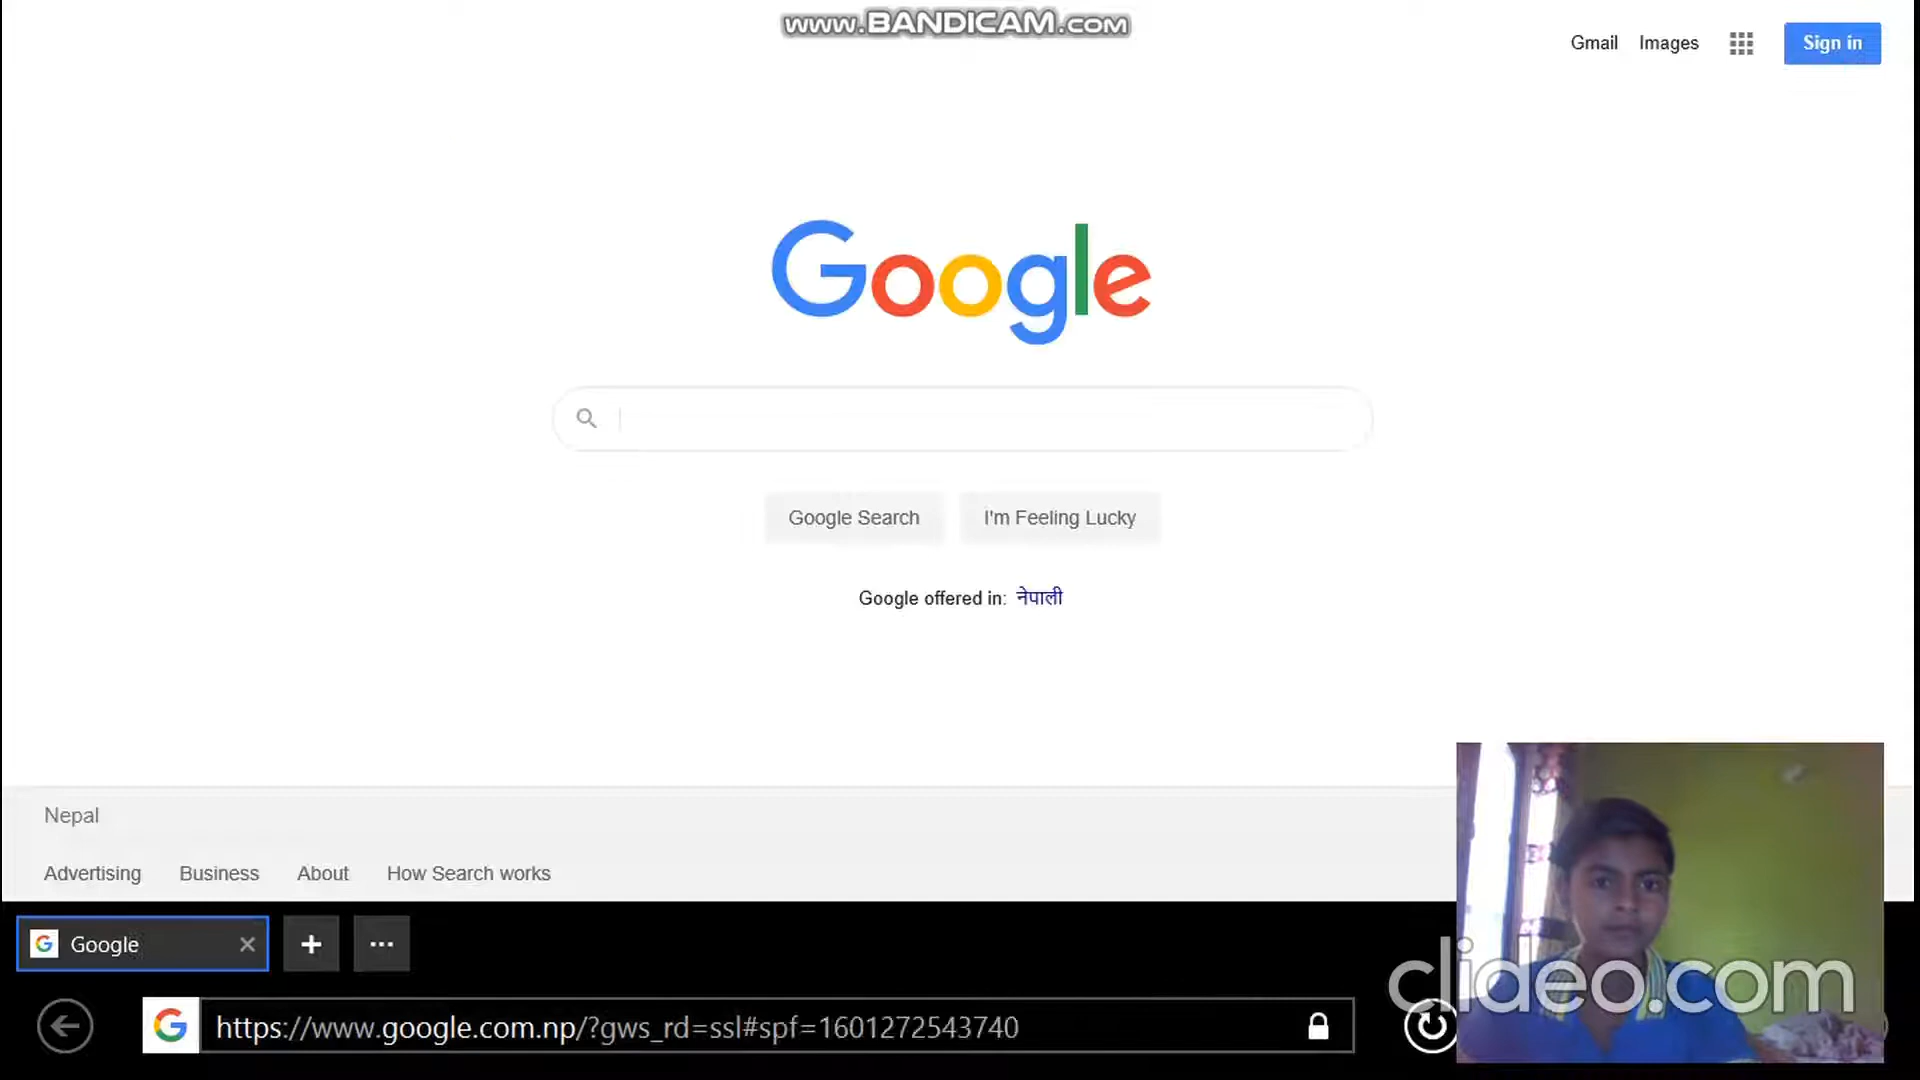 www.BANDICAM.com
Gmail Images
Sign in
Google
Google Search
I'm Feeling Lucky
Google offered in: नेपाली
Nepal
Advertising Business About How Search works
Google
clideo.com
https://www.google.com.np/?gws_rd=ssl#spf=1601272543740